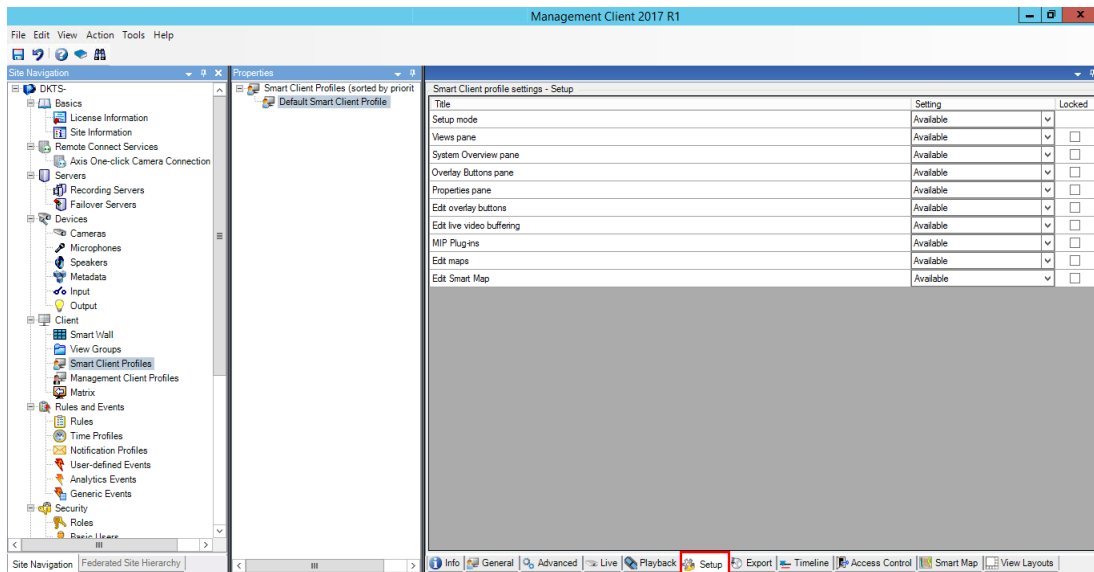 Management Client 2017 R1
File Edit View Action Tools Help
Site Navigation
DKTS-
Basics
License Information
Site Information
Remote Connect Services
Axis One-click Camera Connection
Servers
Recording Servers
Failover Servers
Devices
Cameras
Microphones
Speakers
Metadata
Input
Output
Client
Smart Wall
View Groups
Smart Client Profiles
Management Client Profiles
Matrix
Rules and Events
Rules
Time Profiles
Notification Profiles
User-defined Events
Analytics Events
Generic Events
Security
Roles
Basic Users
Site Navigation Federated Site Hierarchy
Properties
Smart Client Profiles (sorted by priorit
Default Smart Client Profile
Smart Client profile settings - Setup
Title Setting Locked
Setup mode Available
Views pane Available
System Overview pane Available
Overlay Buttons pane Available
Properties pane Available
Edit overlay buttons Available
Edit live video buffering Available
MIP Plug-ins Available
Edit maps Available
Edit Smart Map Available
Info General Advanced Live Playback Setup Export Timeline Access Control Smart Map View Layouts